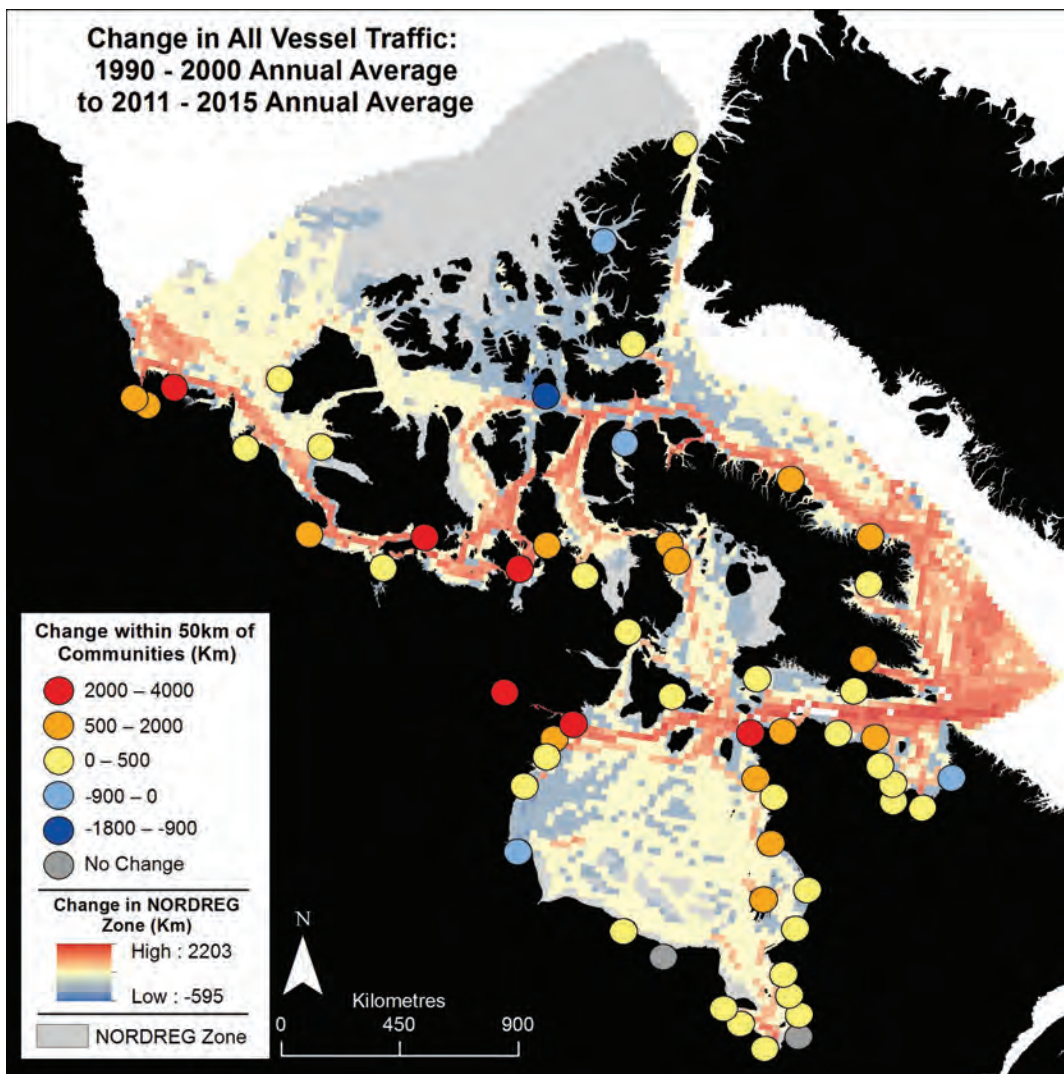 Change in All Vessel Traffic:
1990 - 2000 Annual Average
to 2011 - 2015 Annual Average
Change within 50km of
Communities (Km)
2000 – 4000
500 – 2000
0 – 500
-900 – 0
-1800 – -900
No Change
Change in NORDREG
Zone (Km)
High : 2203
Low : -595
NORDREG Zone
N
Kilometres
0 450 900